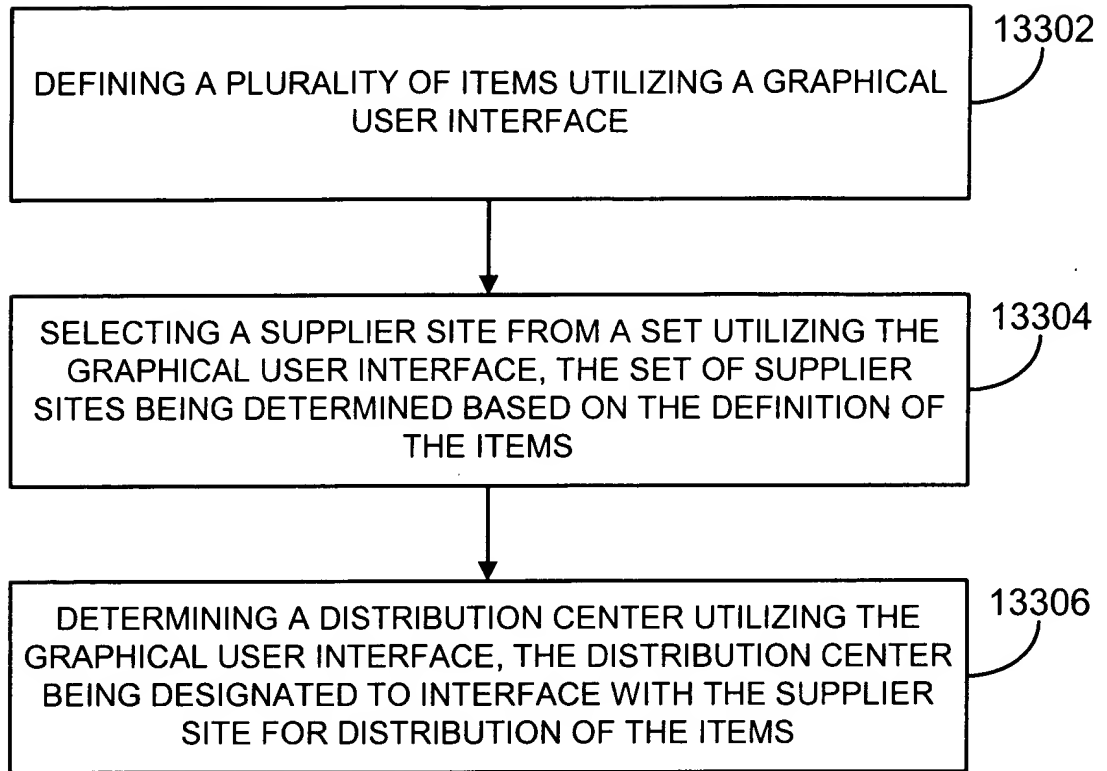 13302
DEFINING A PLURALITY OF ITEMS UTILIZING A GRAPHICAL
USER INTERFACE
13304
SELECTING A SUPPLIER SITE FROM A SET UTILIZING THE
GRAPHICAL USER INTERFACE, THE SET OF SUPPLIER
SITES BEING DETERMINED BASED ON THE DEFINITION OF
THE ITEMS
13306
DETERMINING A DISTRIBUTION CENTER UTILIZING THE
GRAPHICAL USER INTERFACE, THE DISTRIBUTION CENTER
BEING DESIGNATED TO INTERFACE WITH THE SUPPLIER
SITE FOR DISTRIBUTION OF THE ITEMS